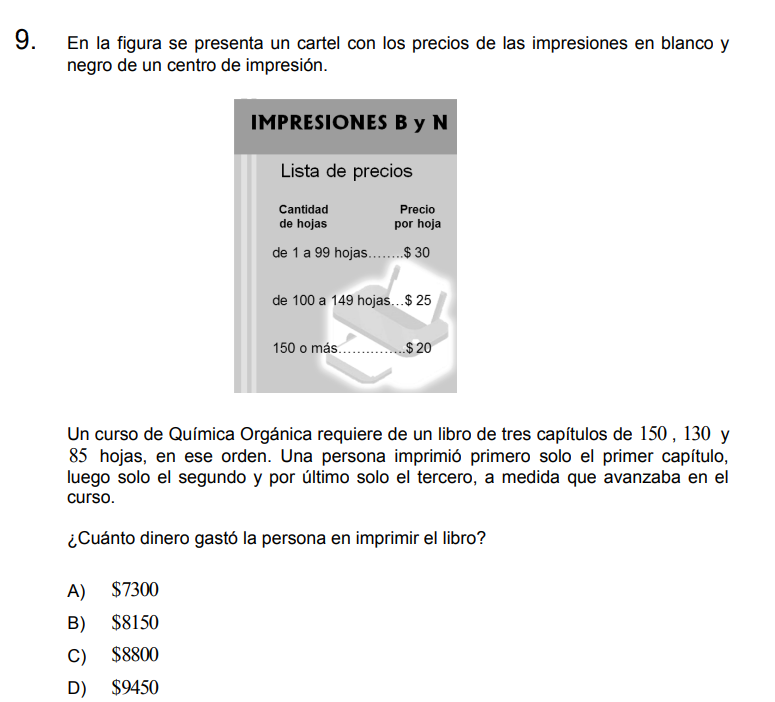 9. En la figura se presenta un cartel con los precios de las impresiones en blanco y
negro de un centro de impresión.
IMPRESIONES B y N
Lista de precios
Cantidad Precio
de hojas por hoja
de 1 a 99 hojas........$ 30
de 100 a 149 hojas...$ 25
150 o más...............$ 20
Un curso de Química Orgánica requiere de un libro de tres capítulos de 150 , 130 y
85 hojas, en ese orden. Una persona imprimió primero solo el primer capítulo,
luego solo el segundo y por último solo el tercero, a medida que avanzaba en el
curso.
¿Cuánto dinero gastó la persona en imprimir el libro?
A) $7300
B) $8150
C) $8800
D) $9450